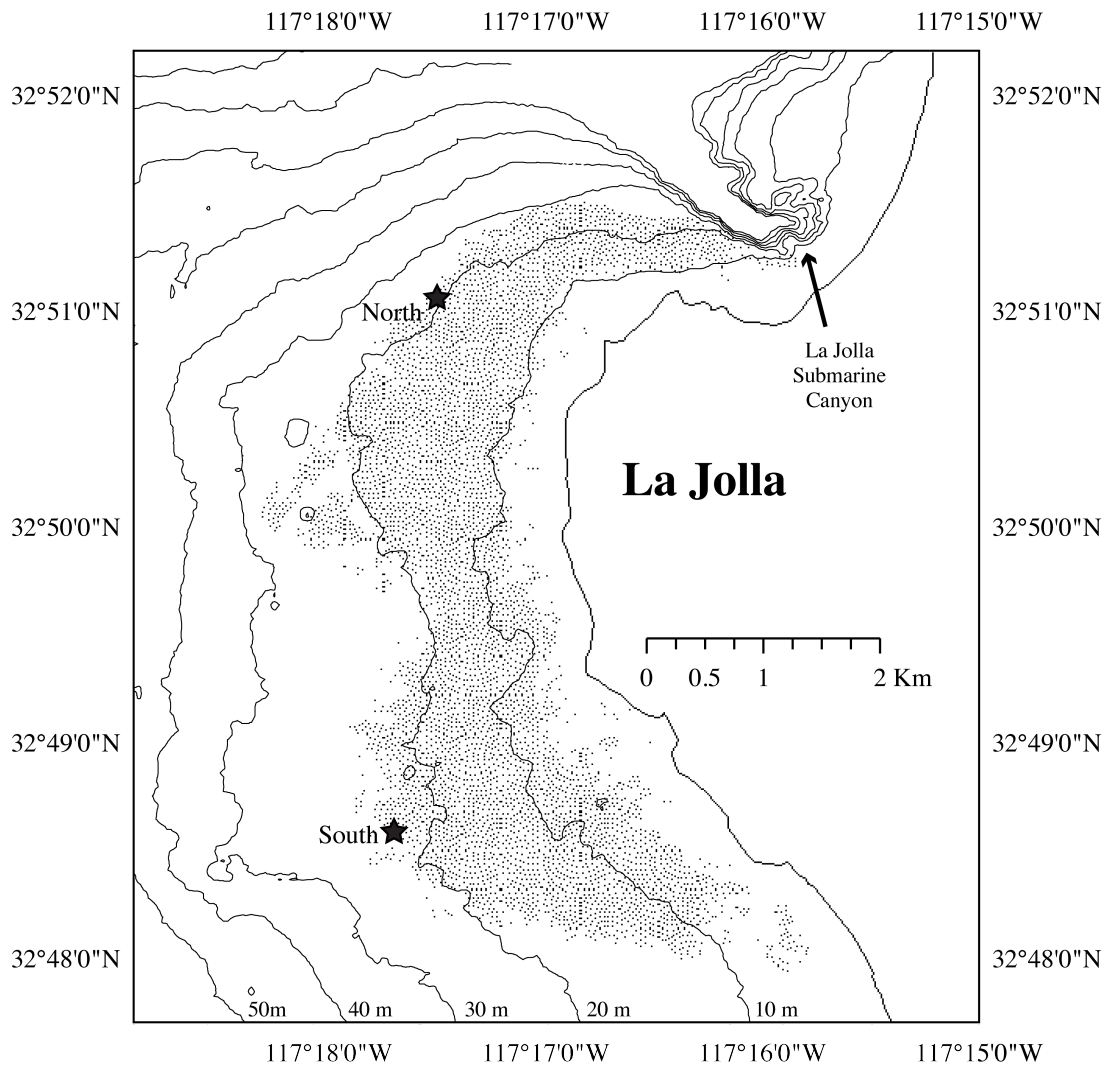 117°18'0"W 117°17'0"W 117°16'0"W 117°15'0"W
32°52'0"N 32°52'0"N
32°51'0"N 32°51'0"N
North
La Jolla
Submarine
Canyon
La Jolla
32°50'0"N 32°50'0"N
0 0.5 1 2 Km
32°49'0"N 32°49'0"N
South
32°48'0"N 32°48'0"N
50m 40 m 30 m 20 m 10 m
117°18'0"W 117°17'0"W 117°16'0"W 117°15'0"W